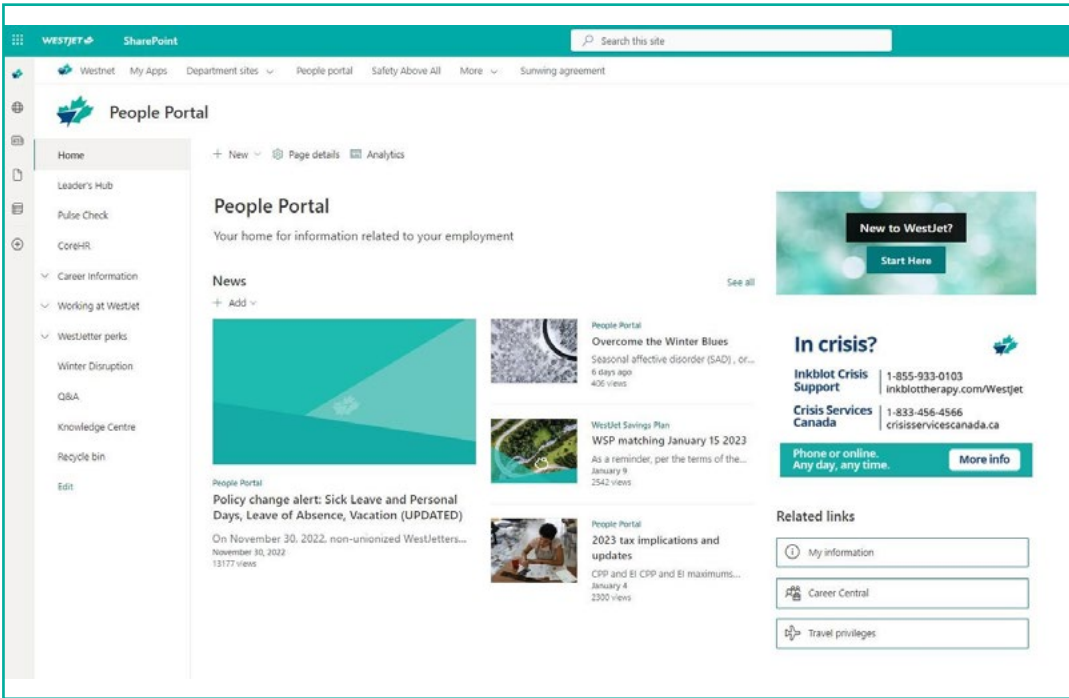 WESTJET
SharePoint
Search this site
Westnet
My Apps
Department sites
People portal
Safety Above All
More
Sunwing agreement
People Portal
Home
Leader's Hub
Pulse Check
CoreHR
Career Information
Working at WestJet
WestJetter perks
Winter Disruption
Q&A
Knowledge Centre
Recycle bin
Edit
+ New
Page details
Analytics
People Portal
Your home for information related to your employment
News
See all
+ Add
People Portal
Policy change alert: Sick Leave and Personal
Days, Leave of Absence, Vacation (UPDATED)
On November 30, 2022, non-unionized WestJetters...
November 30, 2022
13177 views
People Portal
Overcome the Winter Blues
Seasonal affective disorder (SAD) , or...
6 days ago
406 views
WestJet Savings Plan
WSP matching January 15 2023
As a reminder, per the terms of the...
January 9
2542 views
People Portal
2023 tax implications and
updates
CPP and EI CPP and EI maximums...
January 4
2300 views
New to WestJet?
Start Here
In crisis?
Inkblot Crisis
Support
1-855-933-0103
inkblottherapy.com/WestJet
Crisis Services
Canada
1-833-456-4566
crisisservicescanada.ca
Phone or online.
Any day, any time.
More info
Related links
My information
Career Central
Travel privileges